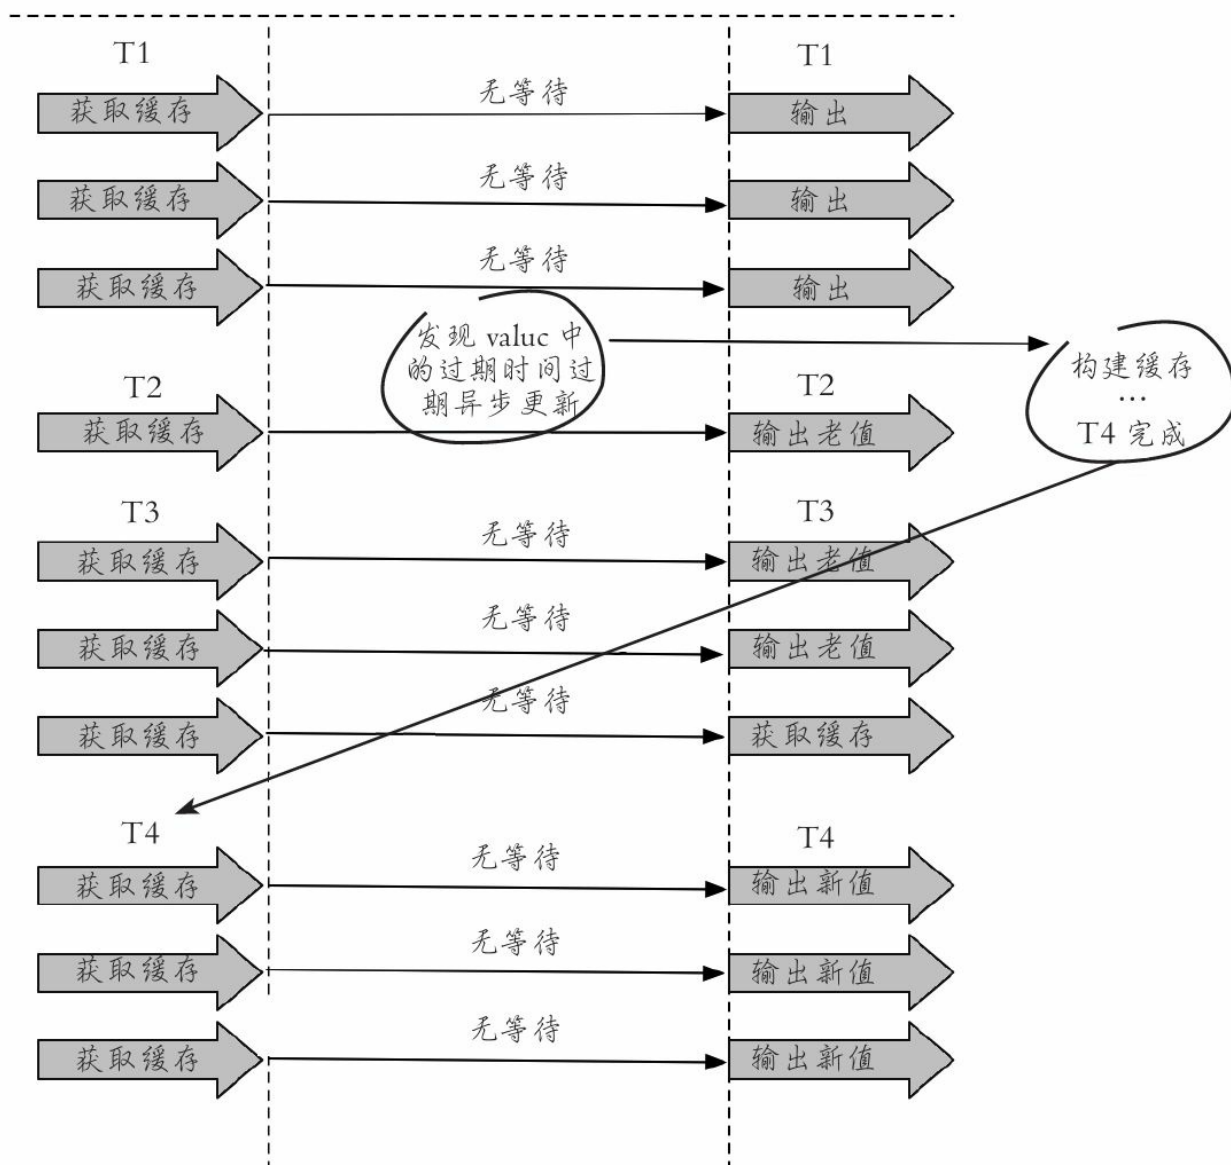 T1
T1
获取缓存
无等待
输出
获取缓存
无等待
输出
获取缓存
无等待
输出
发现 valuc 中
的过期时间过
期异步更新
构建缓存
…
T4 完成
T2
T2
获取缓存
输出老值
T3
T3
获取缓存
无等待
输出老值
获取缓存
无等待
输出老值
获取缓存
无等待
获取缓存
T4
T4
获取缓存
无等待
输出新值
获取缓存
无等待
输出新值
获取缓存
无等待
输出新值